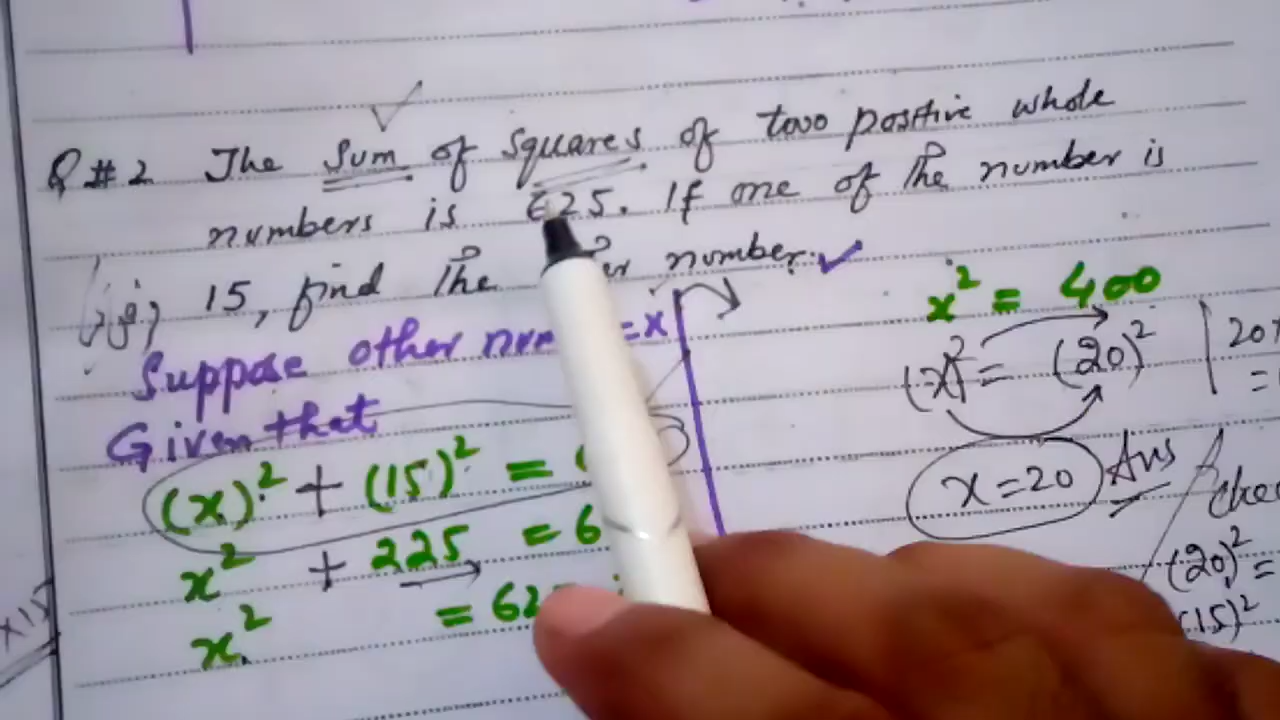 Q#2 The Sum of Squares of two positive whole
numbers is 625. If one of the number is
15, find the number.
Suppose other = x
Given that
(x)² + (15)² =
x² + 225 = 6
x² = 62
x² = 400
(x)² = (20)²
x = 20 Ans
(20)² =
(15)²